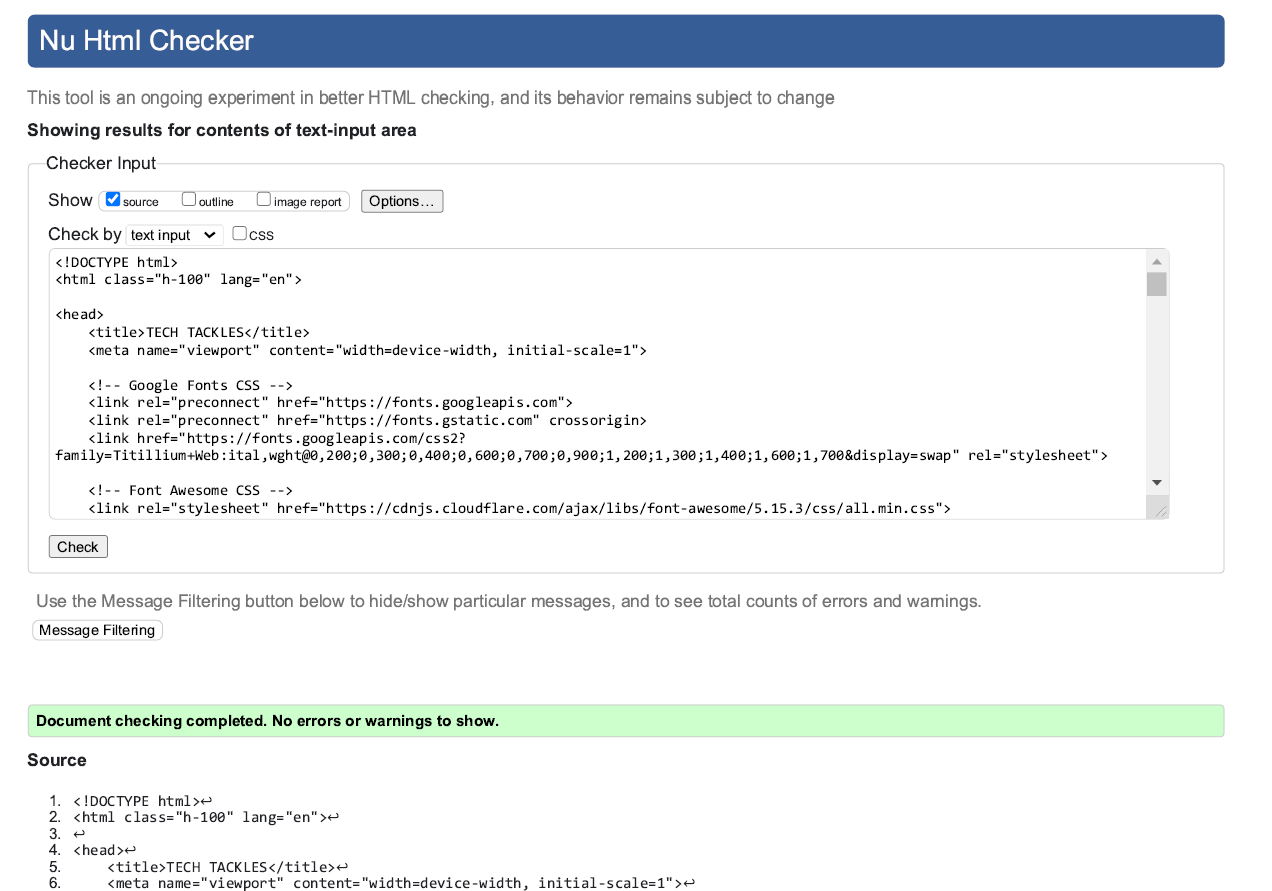 Nu Html Checker
This tool is an ongoing experiment in better HTML checking, and its behavior remains subject to change
Showing results for contents of text-input area
Checker Input
Show source outline image report Options...
Check by text input CSS
<!DOCTYPE html>
<html class="h-100" lang="en">
<head>
    <title>TECH TACKLES</title>
    <meta name="viewport" content="width=device-width, initial-scale=1">
    <!-- Google Fonts CSS -->
    <link rel="preconnect" href="https://fonts.googleapis.com">
    <link rel="preconnect" href="https://fonts.gstatic.com" crossorigin>
    <link href="https://fonts.googleapis.com/css2?
family=Titillium+Web:ital,wght@0,200;0,300;0,400;0,600;0,700;0,900;1,200;1,300;1,400;1,600;1,700&display=swap" rel="stylesheet">
    <!-- Font Awesome CSS -->
    <link rel="stylesheet" href="https://cdnjs.cloudflare.com/ajax/libs/font-awesome/5.15.3/css/all.min.css">
Check
Use the Message Filtering button below to hide/show particular messages, and to see total counts of errors and warnings.
Message Filtering
Document checking completed. No errors or warnings to show.
Source
1. <!DOCTYPE html>↩
2. <html class="h-100" lang="en">↩
3. ↩
4. <head>↩
5.     <title>TECH TACKLES</title>↩
6.     <meta name="viewport" content="width=device-width, initial-scale=1">↩